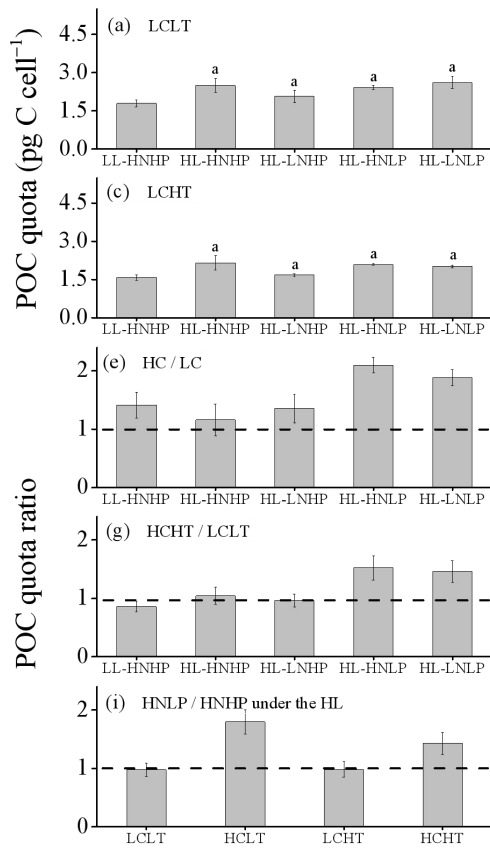 POC quota (pg C cell⁻¹)
(a) LCLT
4.5
3.0
1.5
0.0
a a a a
LL-HNHP HL-HNHP HL-LNHP HL-HNLP HL-LNLP
(c) LCHT
4.5
3.0
1.5
0.0
a a a a
LL-HNHP HL-HNHP HL-LNHP HL-HNLP HL-LNLP
POC quota ratio
(e) HC / LC
2
1
0
LL-HNHP HL-HNHP HL-LNHP HL-HNLP HL-LNLP
(g) HCHT / LCLT
2
1
0
LL-HNHP HL-HNHP HL-LNHP HL-HNLP HL-LNLP
(i) HNLP / HNHP under the HL
2
1
0
LCLT HCLT LCHT HCHT